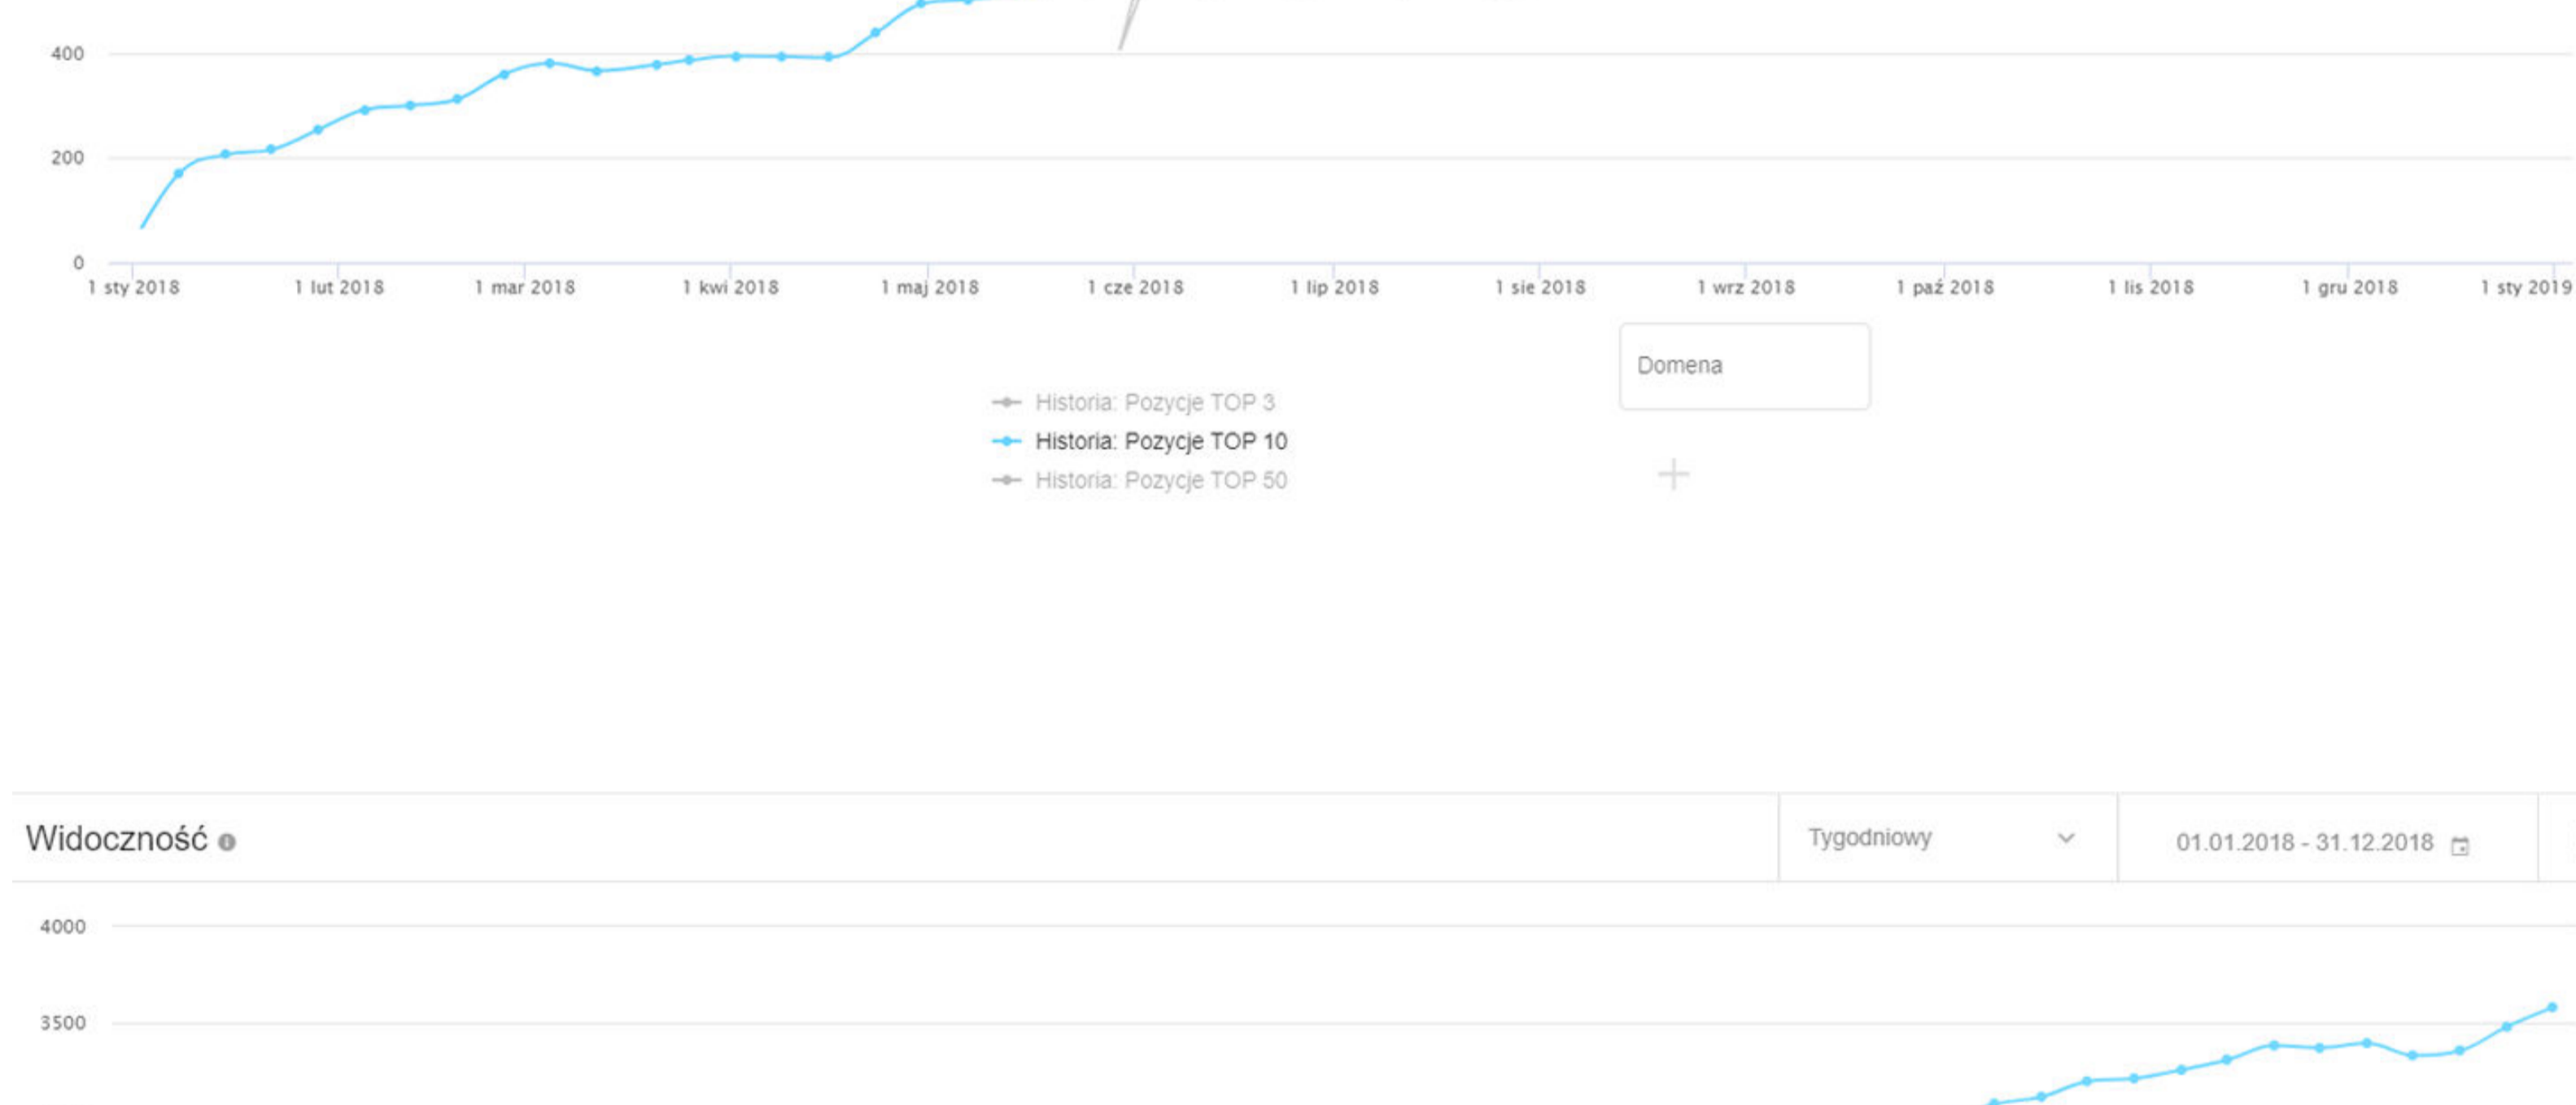 400
200
0
1 sty 2018 1 lut 2018 1 mar 2018 1 kwi 2018 1 maj 2018 1 cze 2018 1 lip 2018 1 sie 2018 1 wrz 2018 1 paź 2018 1 lis 2018 1 gru 2018 1 sty 2019
Domena
Historia: Pozycje TOP 3
Historia: Pozycje TOP 10
Historia: Pozycje TOP 50
Widoczność Tygodniowy 01.01.2018 - 31.12.2018
4000
3500